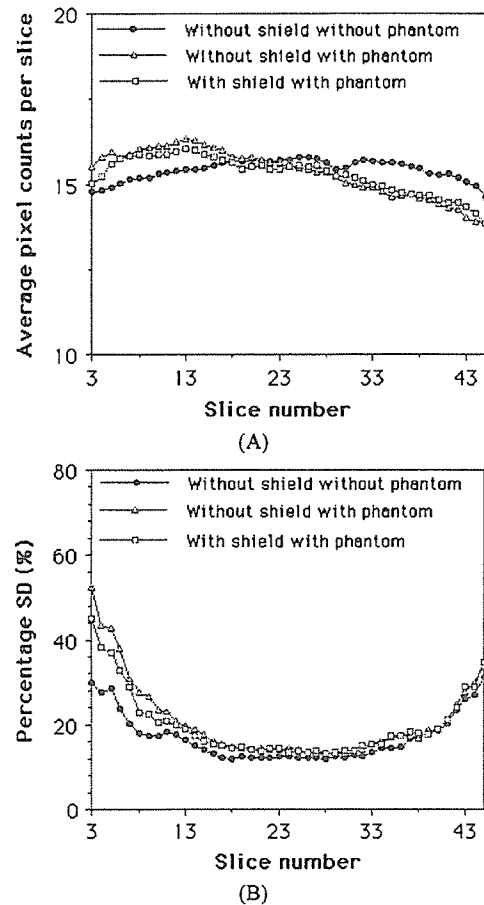 20
Without shield without phantom
Without shield with phantom
With shield with phantom
15
10
3 13 23 33 43
Average pixel counts per slice
Slice number
(A)
80
Without shield without phantom
Without shield with phantom
With shield with phantom
60
40
20
0
3 13 23 33 43
Percentage SD (%)
Slice number
(B)